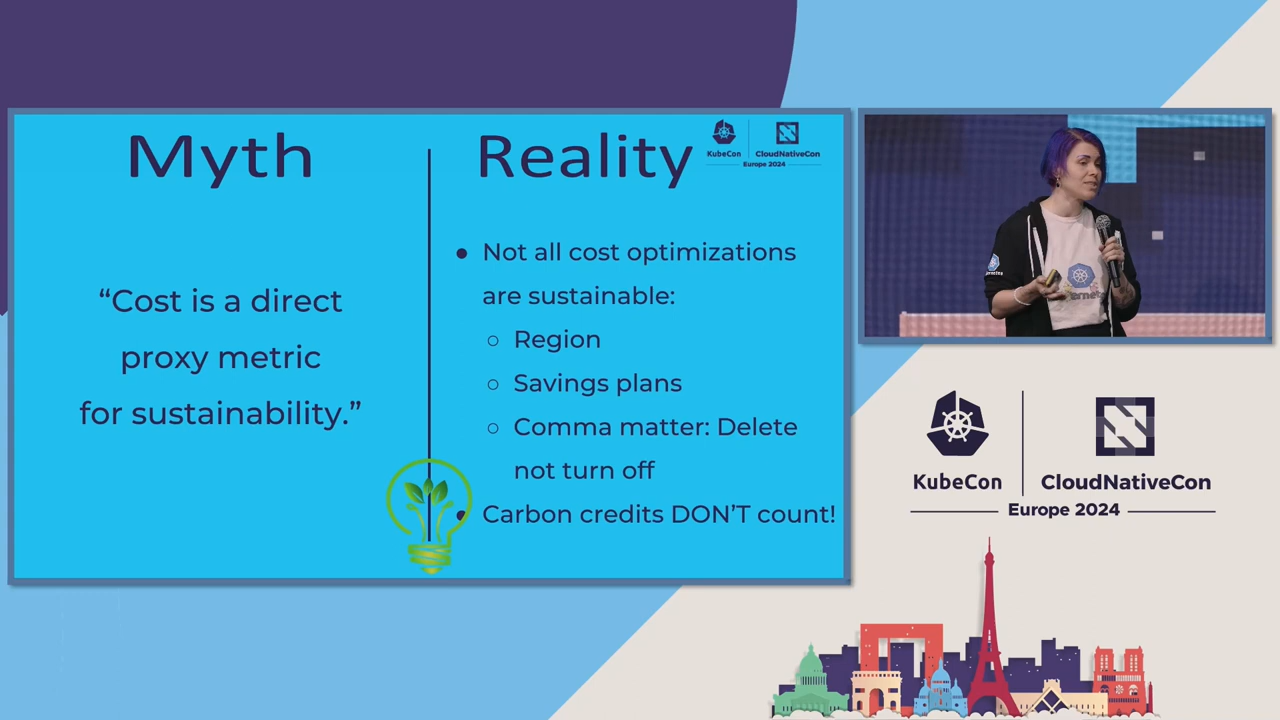 Myth
“Cost is a direct
proxy metric
for sustainability.”
Reality
KubeCon
CloudNativeCon
Europe 2024
● Not all cost optimizations
are sustainable:
○ Region
○ Savings plans
○ Comma matter: Delete
not turn off
● Carbon credits DON’T count!
KubeCon
CloudNativeCon
Europe 2024